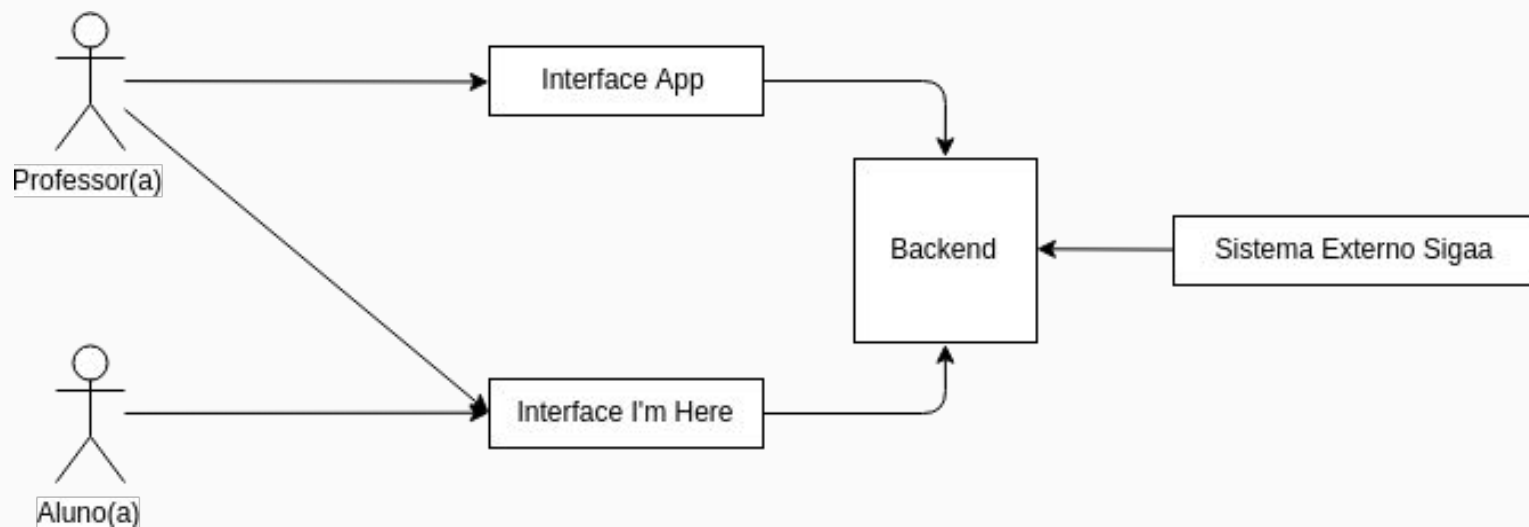 Interface App
Professor(a)
Backend
Sistema Externo Sigaa
Interface I'm Here
Aluno(a)